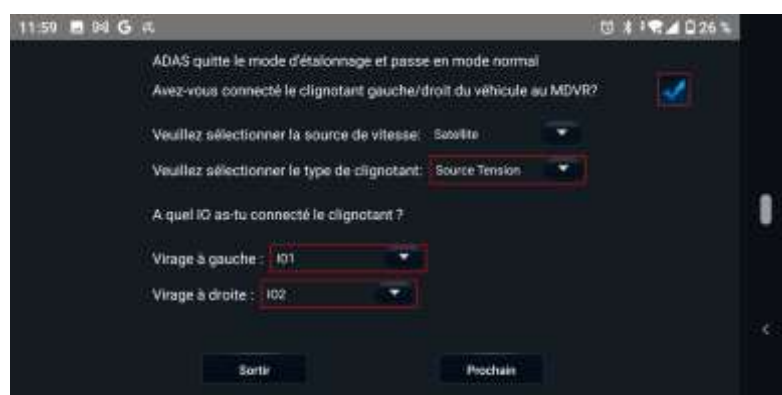 11:59 G 26 %
ADAS quitte le mode d'étalonnage et passe en mode normal
Avez-vous connecté le clignotant gauche/droit du véhicule au MDVR?
Veuillez sélectionner la source de vitesse: Satellite
Veuillez sélectionner le type de clignotant: Source Tension
A quel IO as-tu connecté le clignotant ?
Virage à gauche : IO1
Virage à droite : IO2
Sortir Prochain